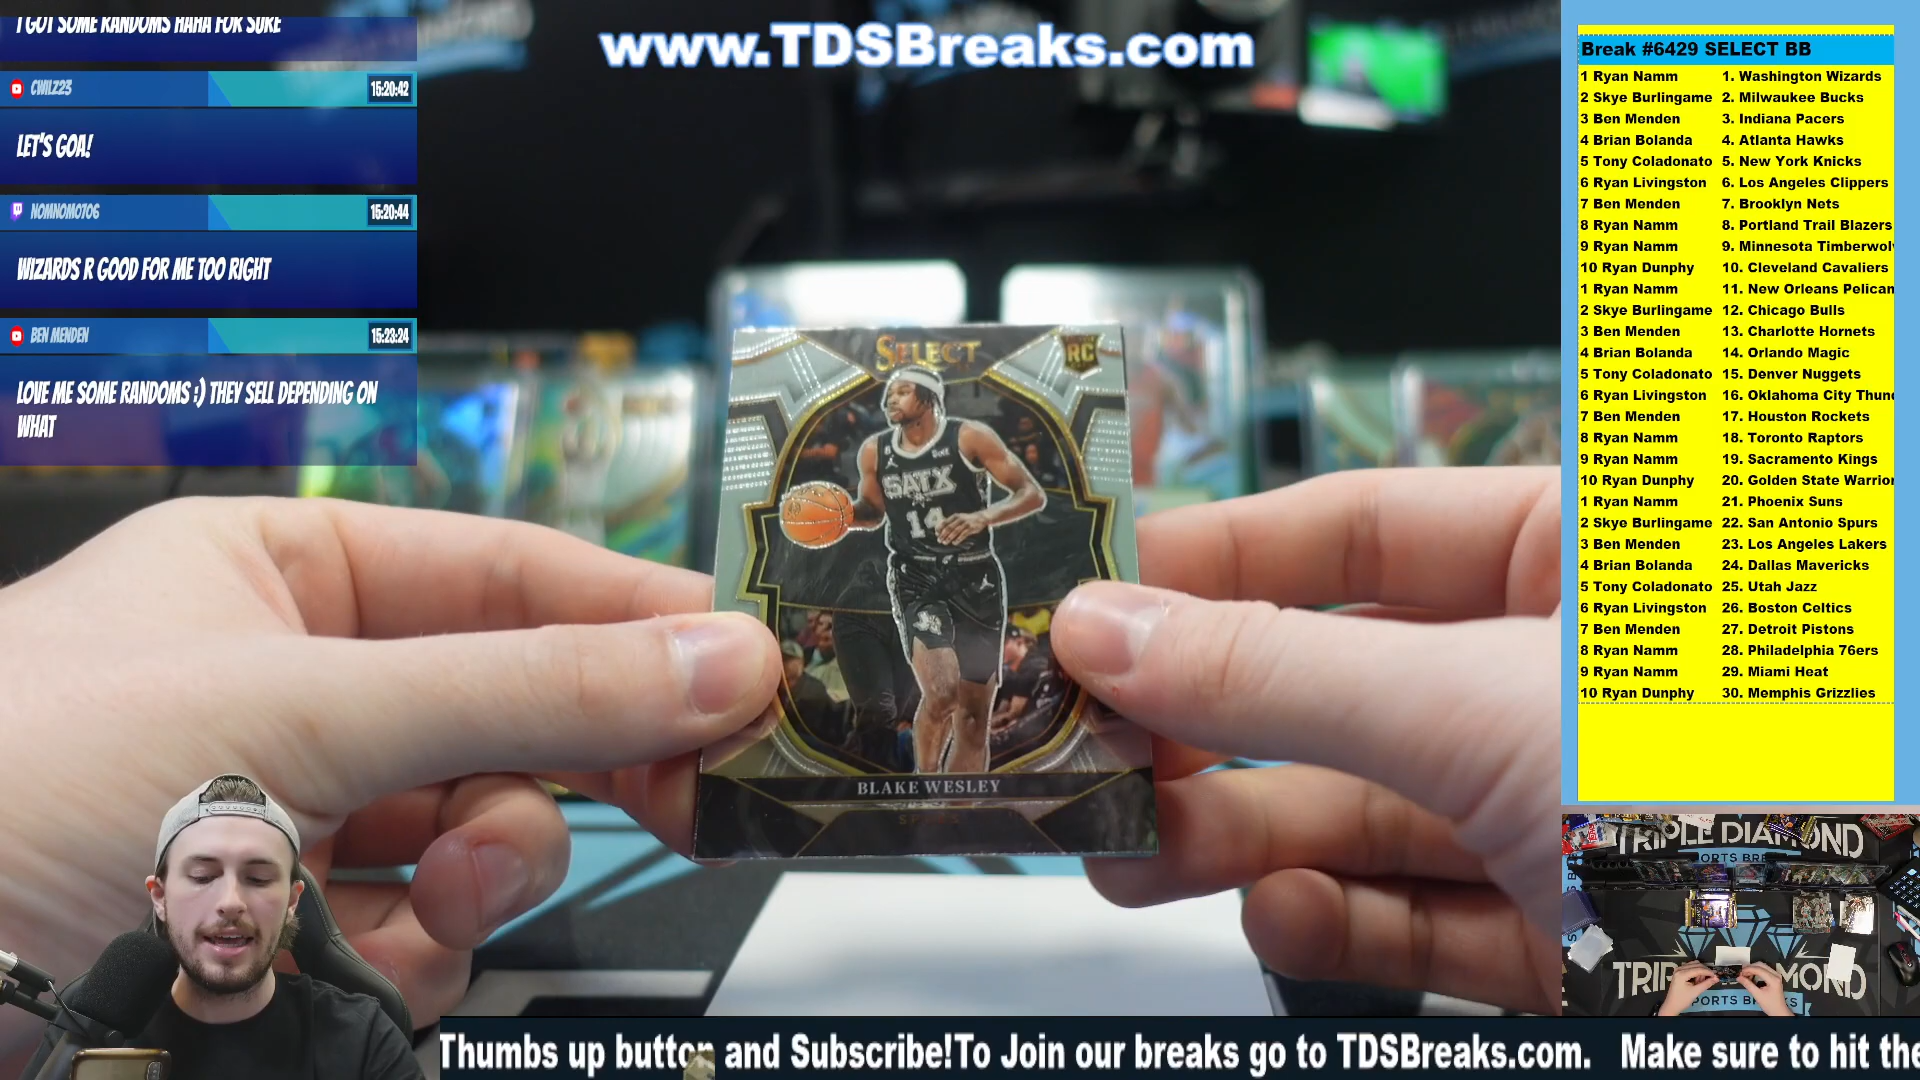 I GOT SOME RANDOMS HAHA FOR SURE
CWILZ23
15:20:42
LET'S GOA!
NOMNOMO706
15:20:44
WIZARDS R GOOD FOR ME TOO RIGHT
BEN MENDEN
15:23:24
LOVE ME SOME RANDOMS :) THEY SELL DEPENDING ON
WHAT
www.TDSBreaks.com
SELECT
RC
SATX
14
BLAKE WESLEY
SPURS
Break #6429 SELECT BB
1 Ryan Namm 1. Washington Wizards
2 Skye Burlingame 2. Milwaukee Bucks
3 Ben Menden 3. Indiana Pacers
4 Brian Bolanda 4. Atlanta Hawks
5 Tony Coladonato 5. New York Knicks
6 Ryan Livingston 6. Los Angeles Clippers
7 Ben Menden 7. Brooklyn Nets
8 Ryan Namm 8. Portland Trail Blazers
9 Ryan Namm 9. Minnesota Timberwol
10 Ryan Dunphy 10. Cleveland Cavaliers
1 Ryan Namm 11. New Orleans Pelican
2 Skye Burlingame 12. Chicago Bulls
3 Ben Menden 13. Charlotte Hornets
4 Brian Bolanda 14. Orlando Magic
5 Tony Coladonato 15. Denver Nuggets
6 Ryan Livingston 16. Oklahoma City Thun
7 Ben Menden 17. Houston Rockets
8 Ryan Namm 18. Toronto Raptors
9 Ryan Namm 19. Sacramento Kings
10 Ryan Dunphy 20. Golden State Warrior
1 Ryan Namm 21. Phoenix Suns
2 Skye Burlingame 22. San Antonio Spurs
3 Ben Menden 23. Los Angeles Lakers
4 Brian Bolanda 24. Dallas Mavericks
5 Tony Coladonato 25. Utah Jazz
6 Ryan Livingston 26. Boston Celtics
7 Ben Menden 27. Detroit Pistons
8 Ryan Namm 28. Philadelphia 76ers
9 Ryan Namm 29. Miami Heat
10 Ryan Dunphy 30. Memphis Grizzlies
TRIPLE DIAMOND
ORTS BRE
TRIPLE DIAMOND
PORTS BREAKS
Thumbs up button and Subscribe!To Join our breaks go to TDSBreaks.com. Make sure to hit the